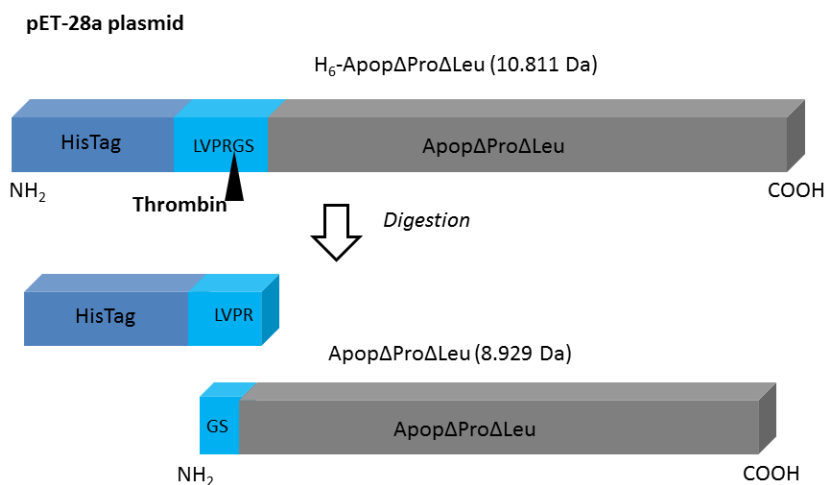 pET-28a plasmid
H₆-ApopΔProΔLeu (10.811 Da)
HisTag
LVPRGS
ApopΔProΔLeu
NH₂
COOH
Thrombin
Digestion
HisTag
LVPR
ApopΔProΔLeu (8.929 Da)
GS
ApopΔProΔLeu
NH₂
COOH